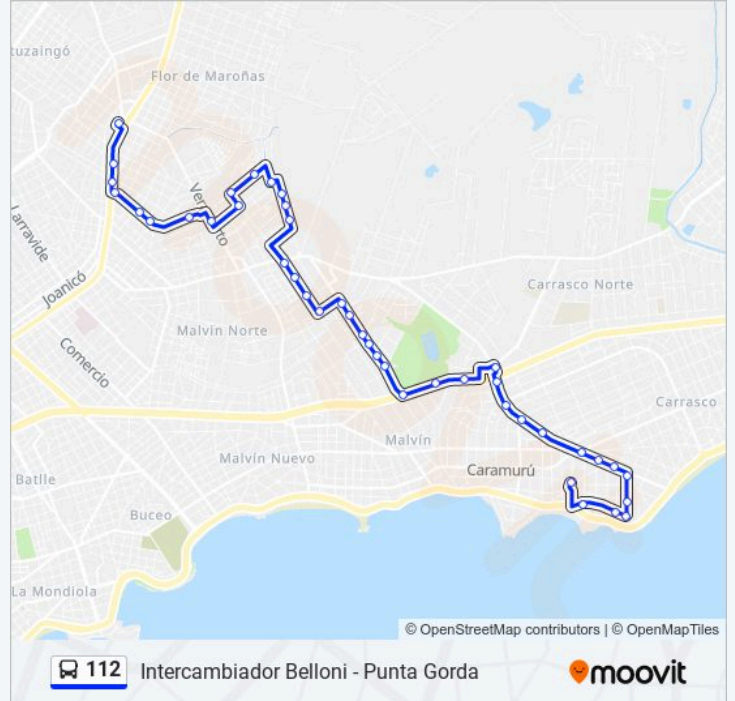 tuzaingó
Flor de Maroñas
Larravide
Joanicó
Comercio
Malvín Norte
Carrasco Norte
Carrasco
Malvín
Malvín Nuevo
Caramurú
Batlle
Buceo
La Mondiola
© OpenStreetMap contributors | © OpenMapTiles
112 Intercambiador Belloni - Punta Gorda
moovit